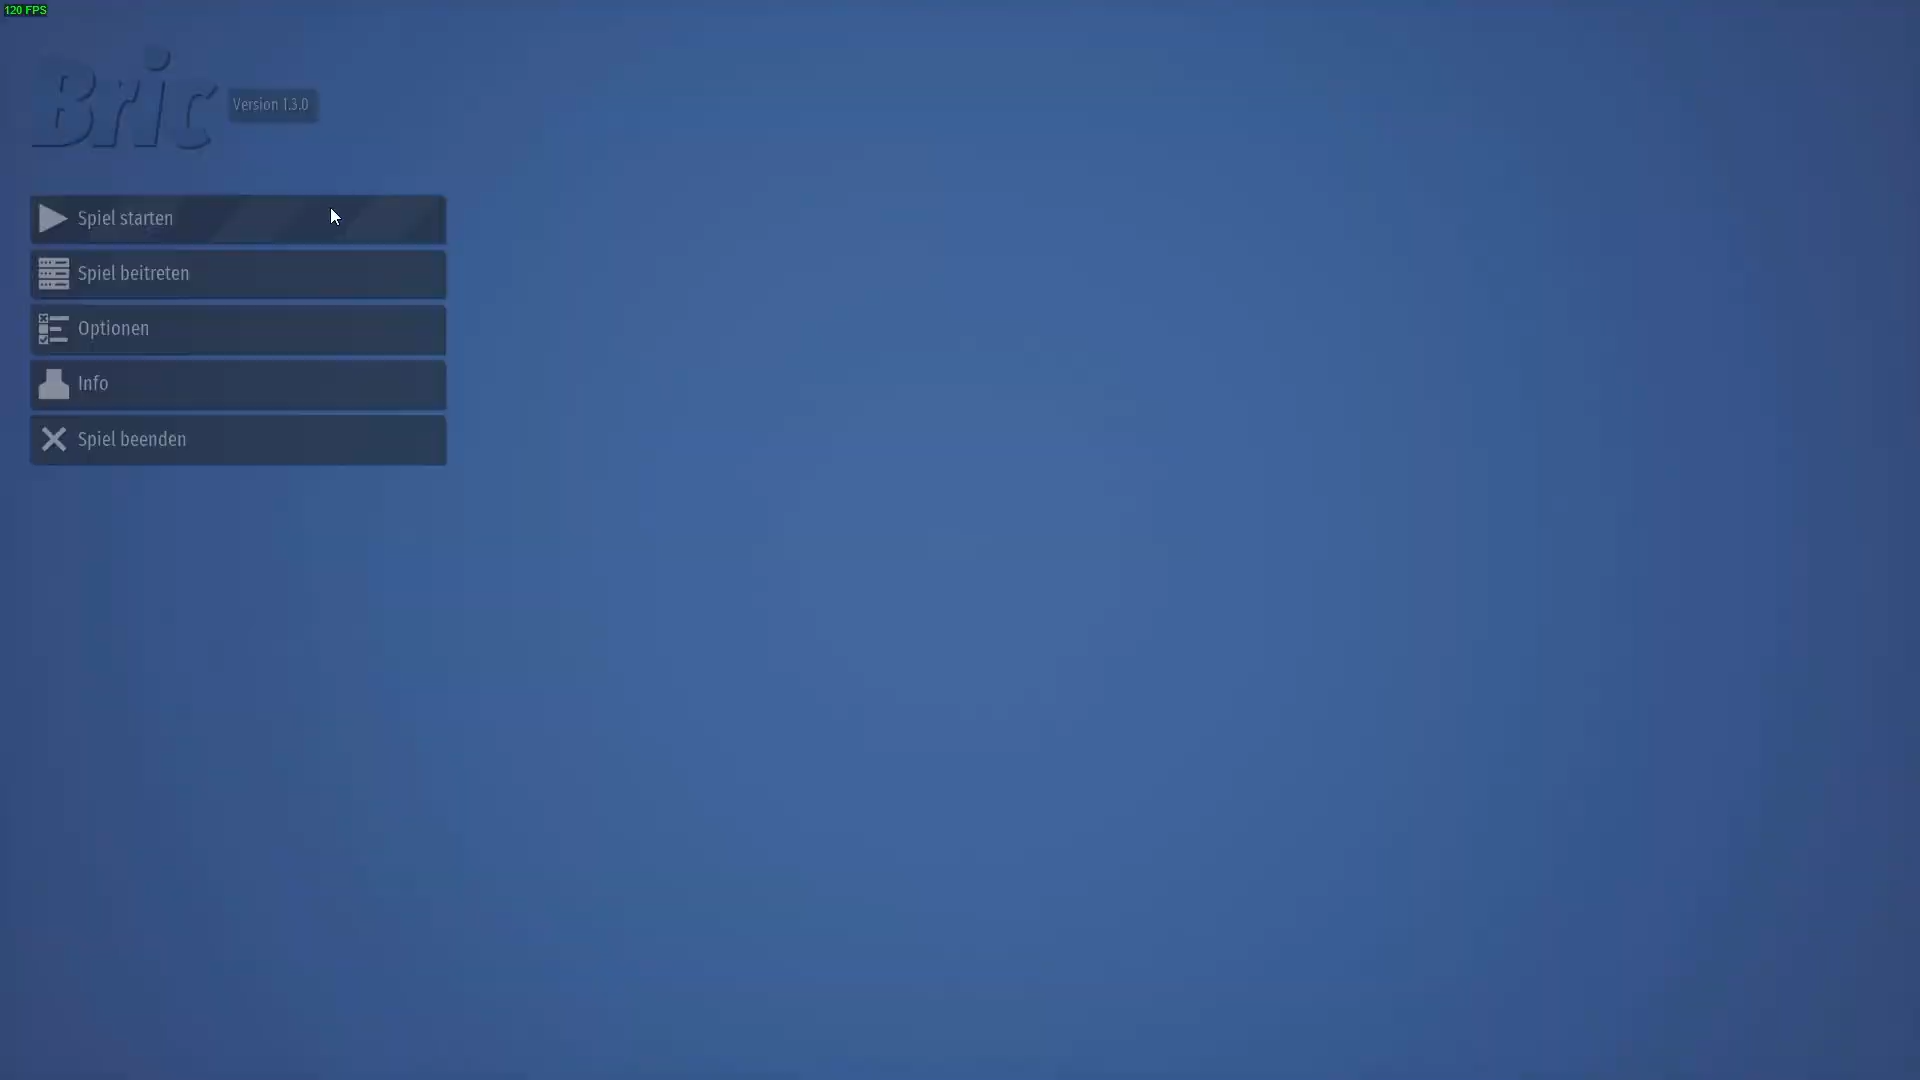 120 FPS
Bric
Version 1.3.0
Spiel starten
Spiel beitreten
Optionen
Info
Spiel beenden